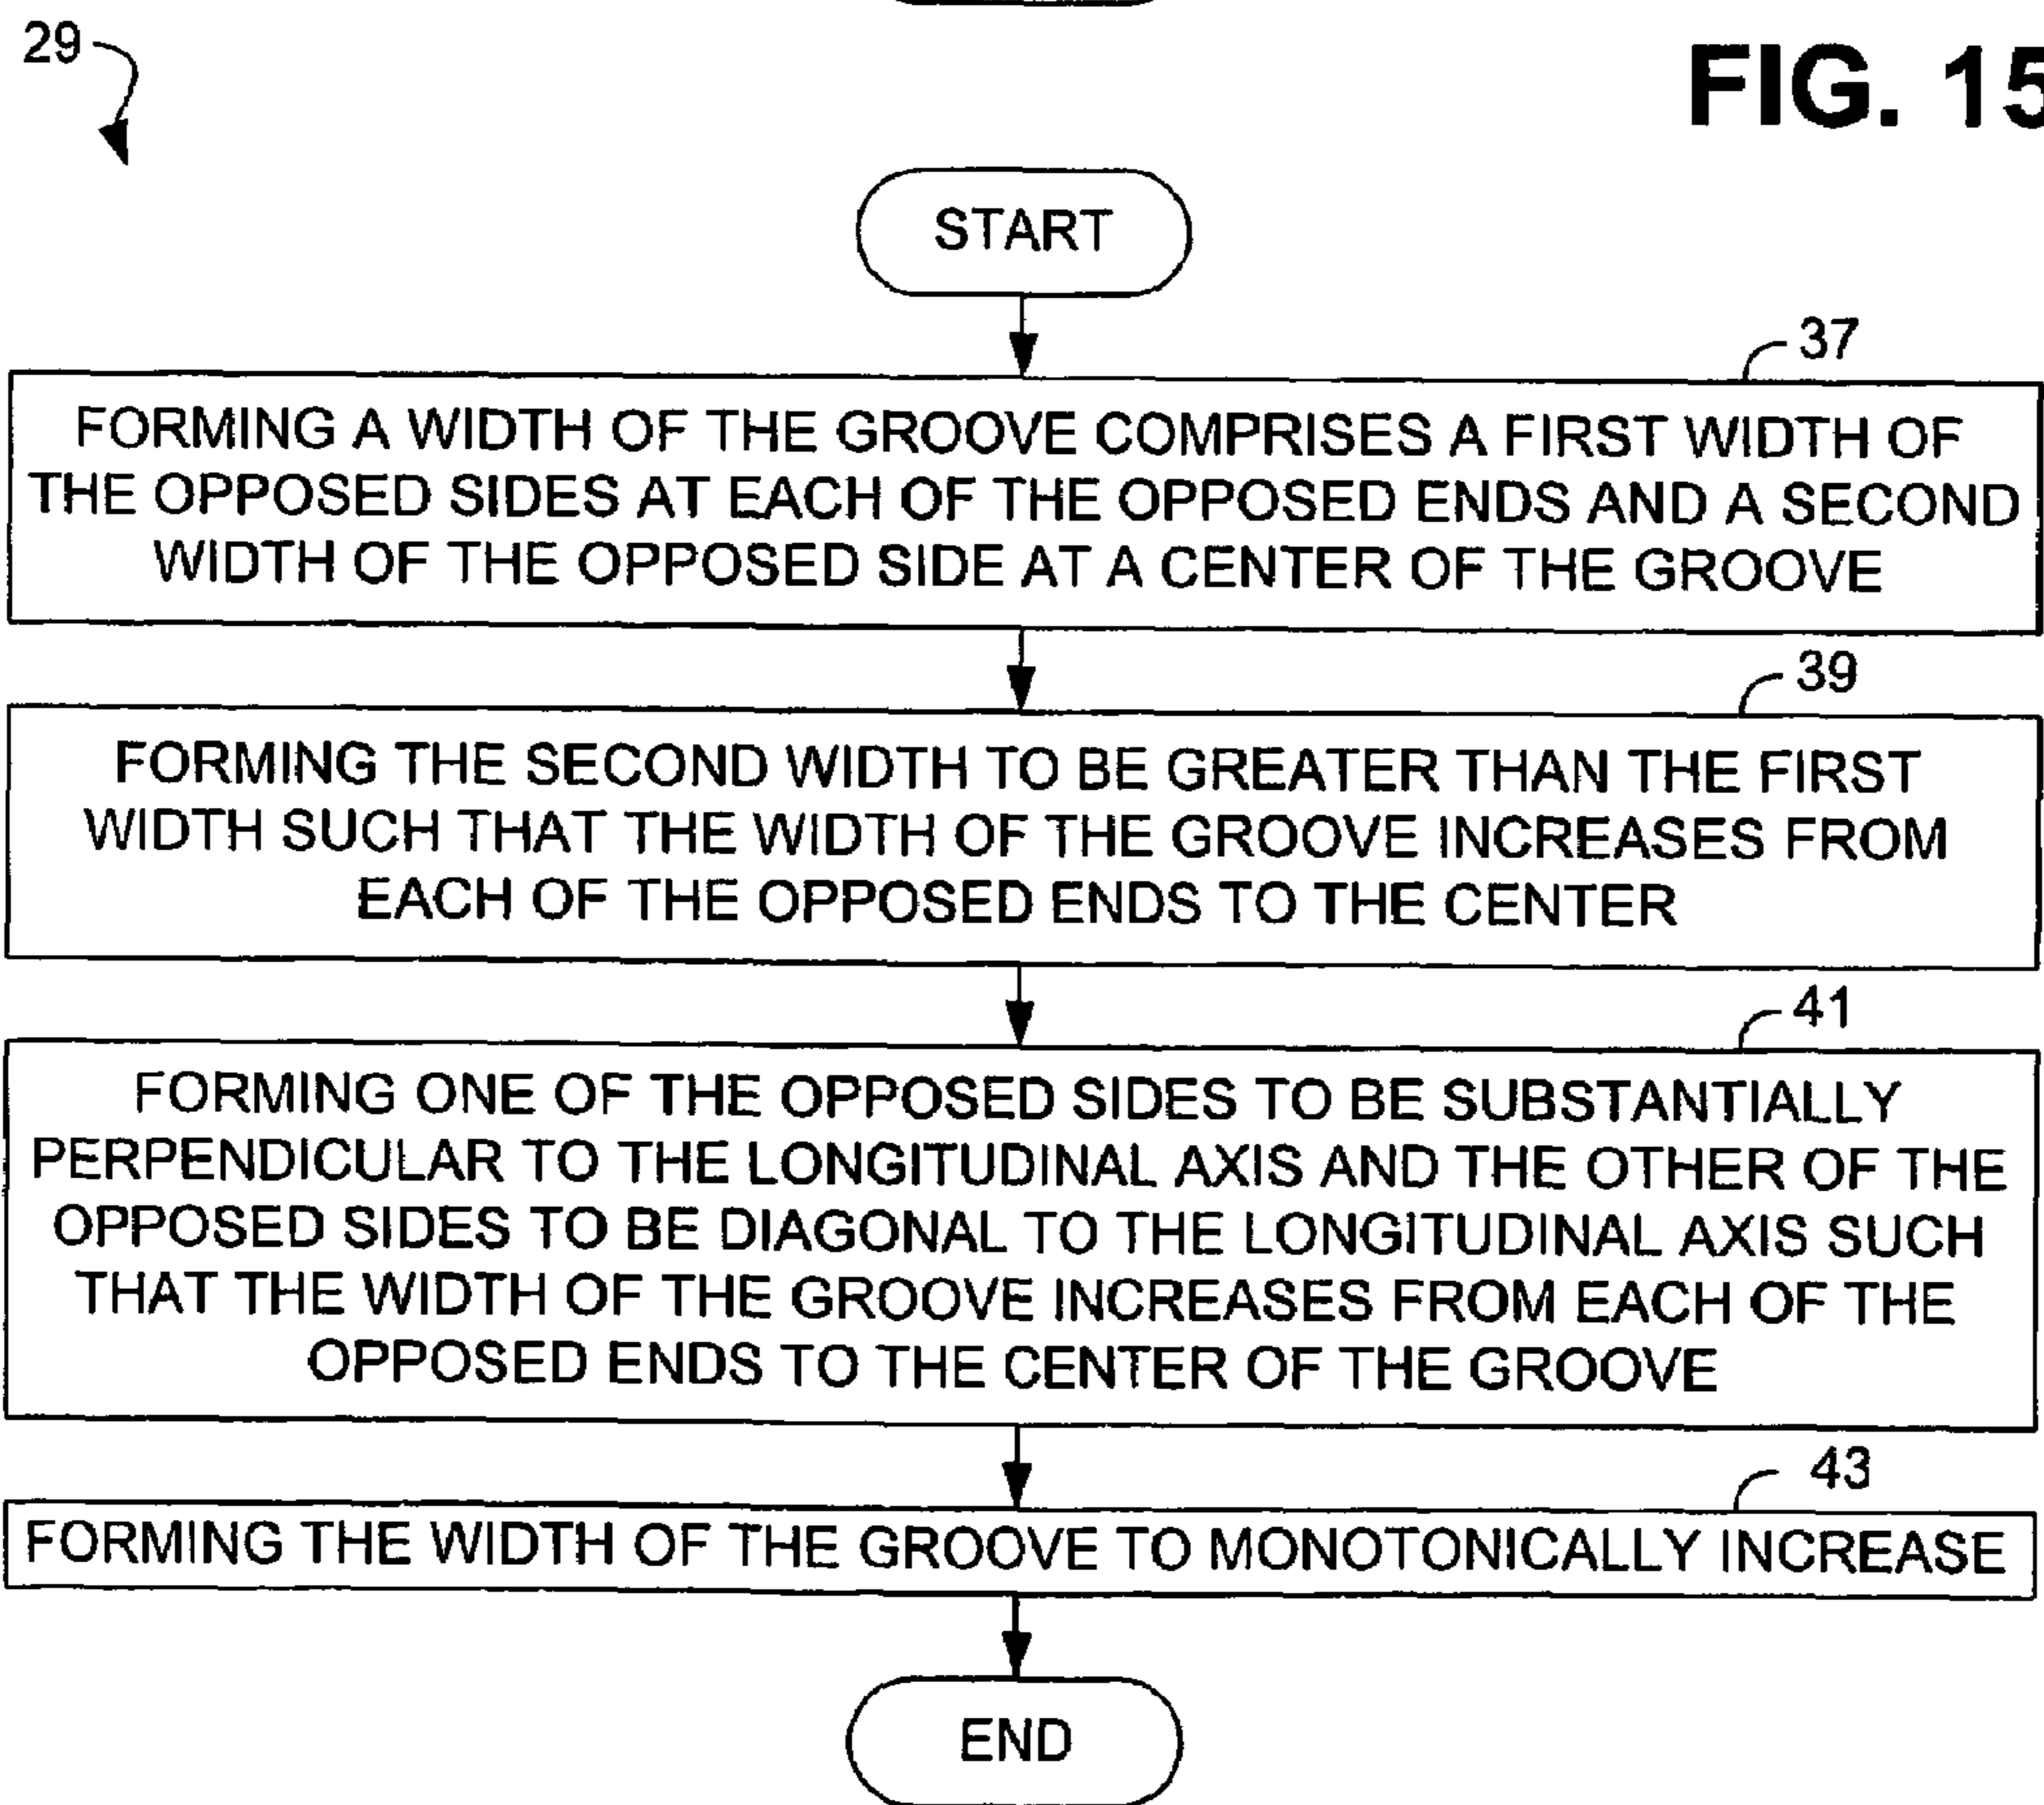 29
FIG. 15
START
37
FORMING A WIDTH OF THE GROOVE COMPRISES A FIRST WIDTH OF
THE OPPOSED SIDES AT EACH OF THE OPPOSED ENDS AND A SECOND
WIDTH OF THE OPPOSED SIDE AT A CENTER OF THE GROOVE
39
FORMING THE SECOND WIDTH TO BE GREATER THAN THE FIRST
WIDTH SUCH THAT THE WIDTH OF THE GROOVE INCREASES FROM
EACH OF THE OPPOSED ENDS TO THE CENTER
41
FORMING ONE OF THE OPPOSED SIDES TO BE SUBSTANTIALLY
PERPENDICULAR TO THE LONGITUDINAL AXIS AND THE OTHER OF THE
OPPOSED SIDES TO BE DIAGONAL TO THE LONGITUDINAL AXIS SUCH
THAT THE WIDTH OF THE GROOVE INCREASES FROM EACH OF THE
OPPOSED ENDS TO THE CENTER OF THE GROOVE
43
FORMING THE WIDTH OF THE GROOVE TO MONOTONICALLY INCREASE
END